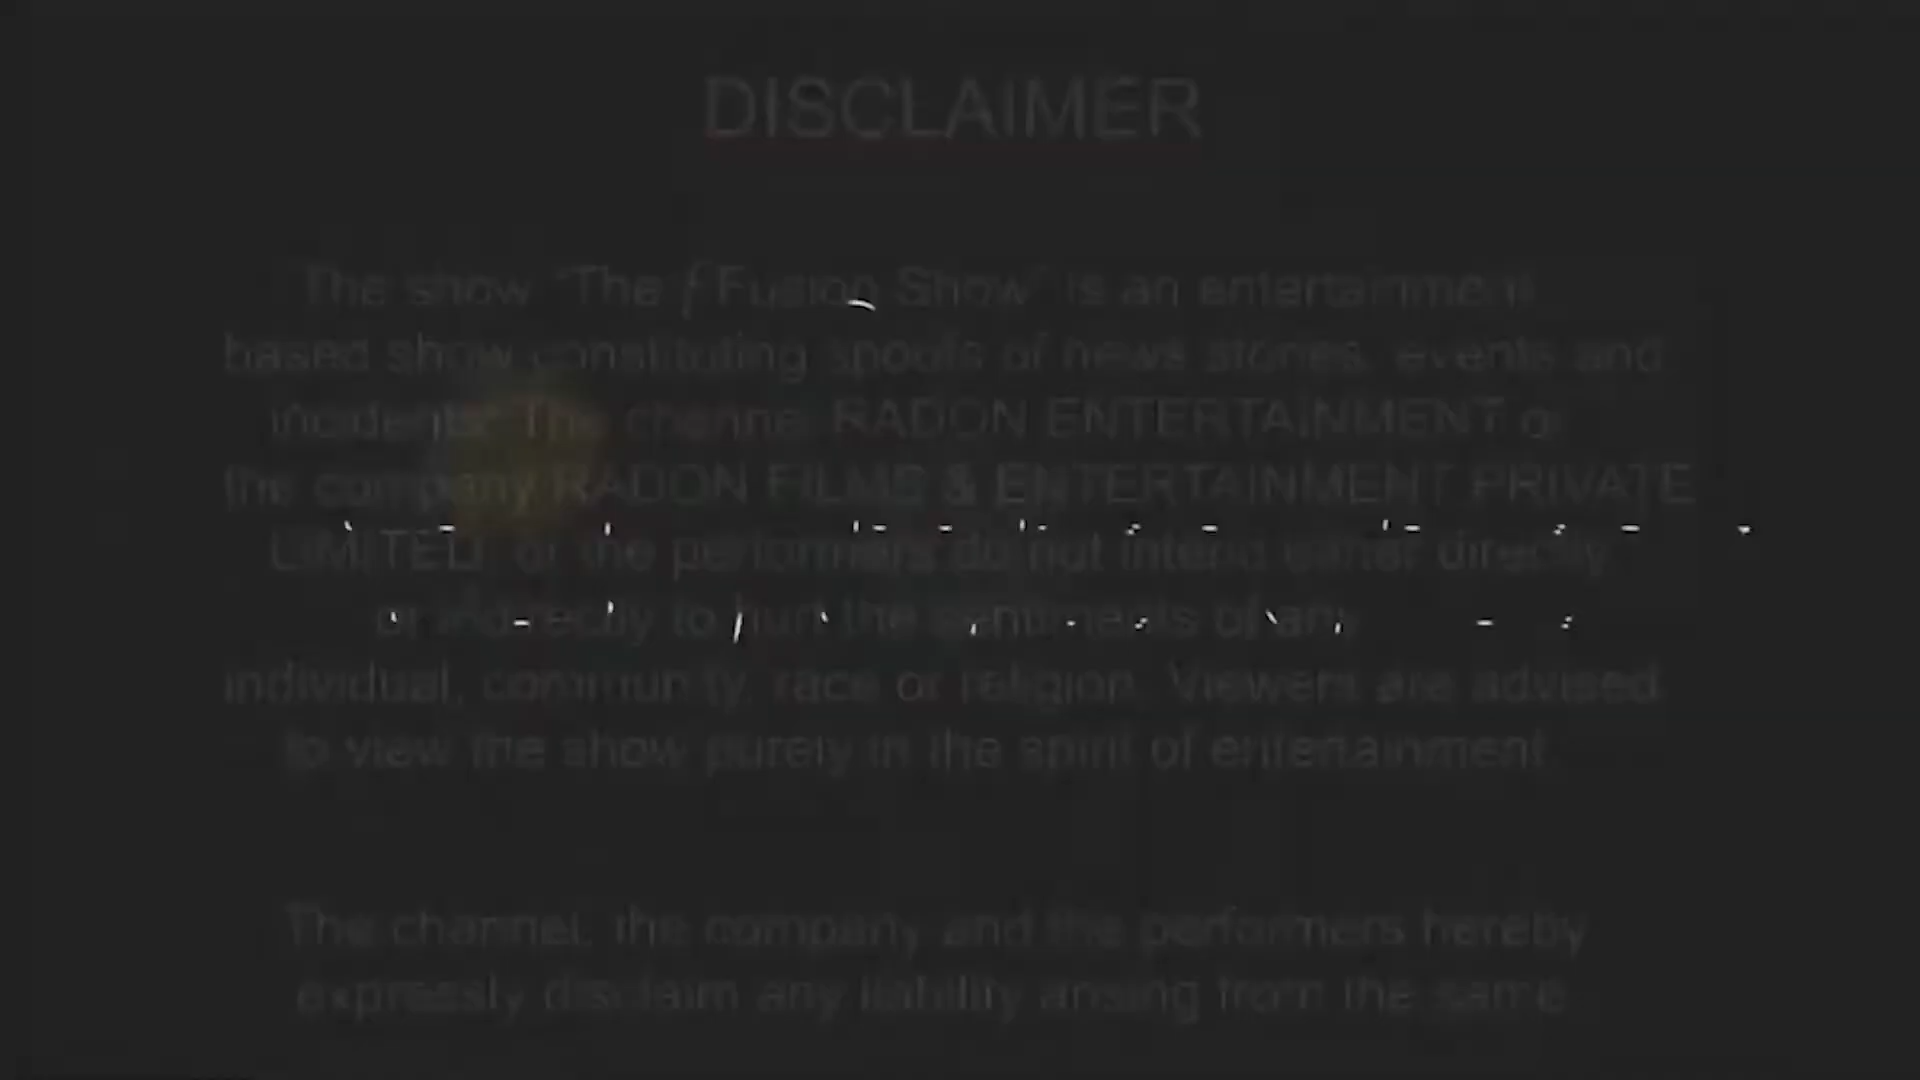 DISCLAIMER
The show "The f Fusion Show" is an entertainment
based show constituting spoofs of news stories, events and
incidents. The channel RADON ENTERTAINMENT or
the company RADON FILMS & ENTERTAINMENT PRIVATE
LIMITED or the performers do not intend either directly
or indirectly to hurt the sentiments of any
individual, community, race or religion. Viewers are advised
to view the show purely in the spirit of entertainment.
The channel, the company and the performers hereby
expressly disclaim any liability arising from the same